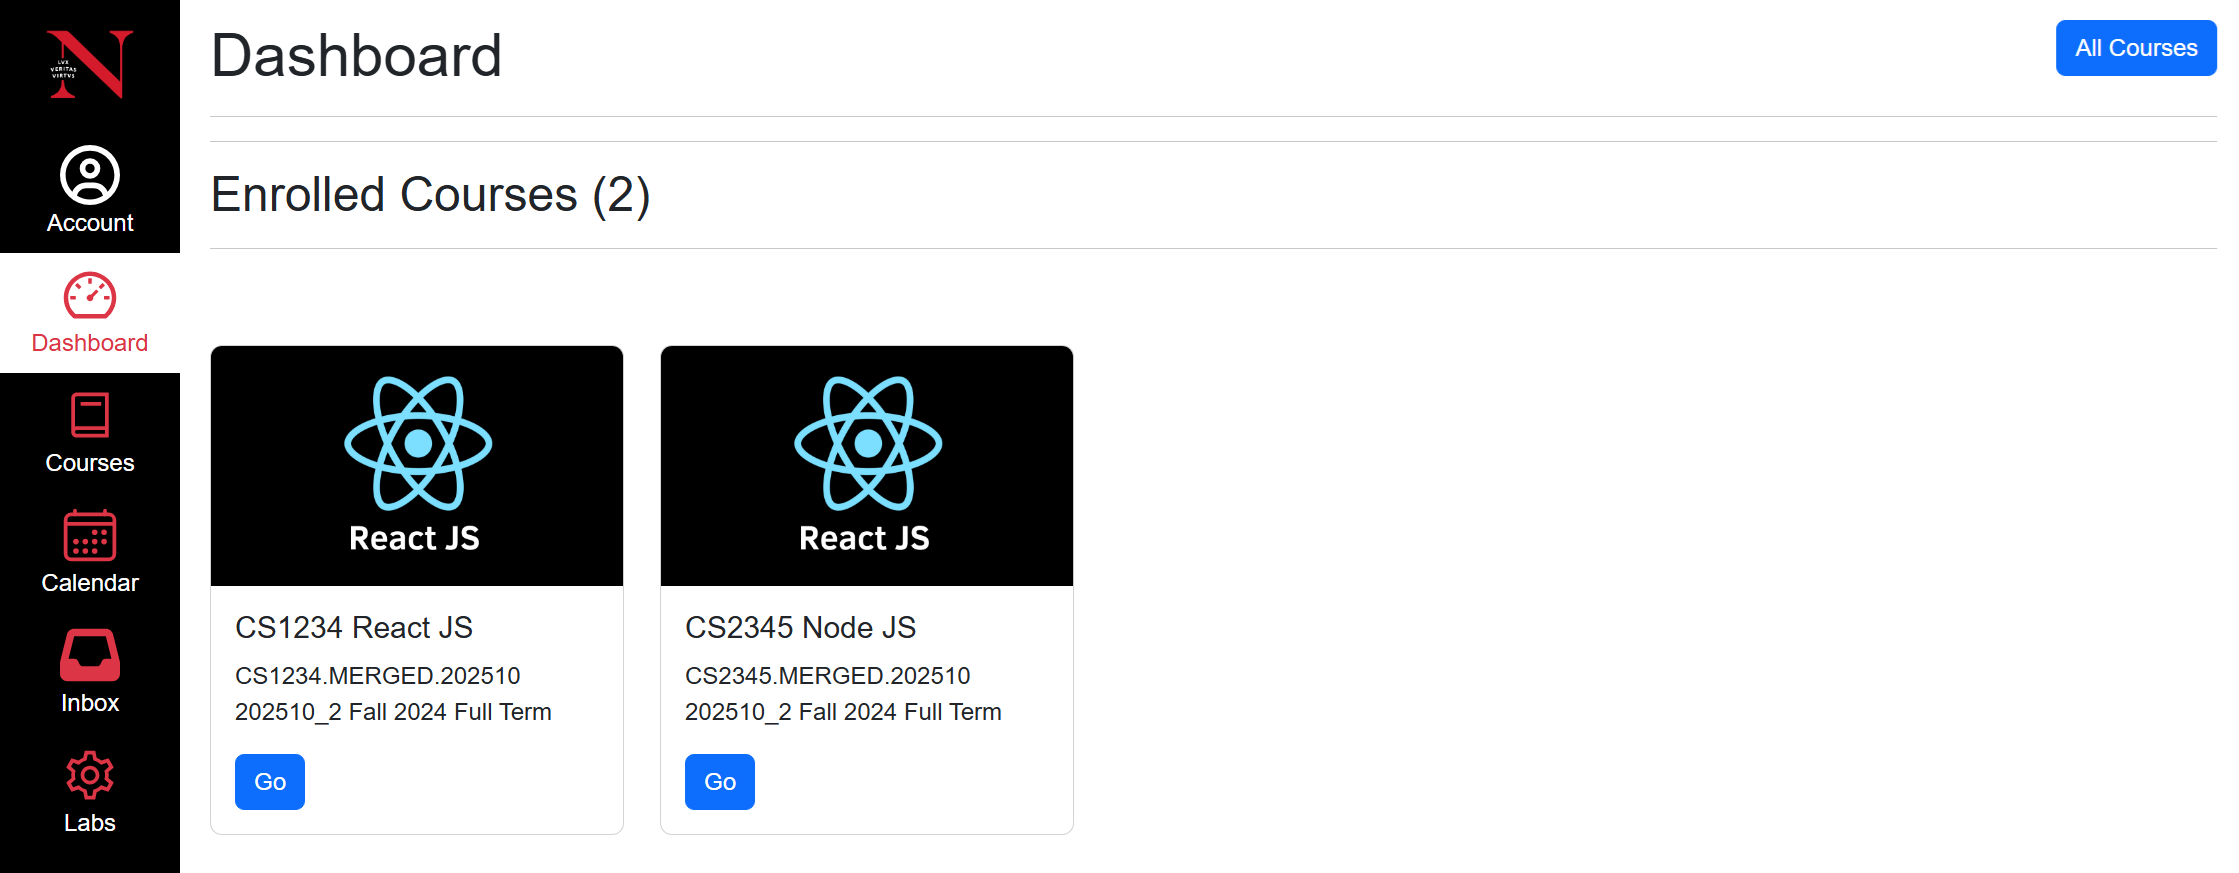 LVX
VERITAS
VIRTVS
Account
Dashboard
Courses
Calendar
Inbox
Labs
Dashboard
All Courses
Enrolled Courses (2)
React JS
CS1234 React JS
CS1234.MERGED.202510
202510_2 Fall 2024 Full Term
Go
React JS
CS2345 Node JS
CS2345.MERGED.202510
202510_2 Fall 2024 Full Term
Go